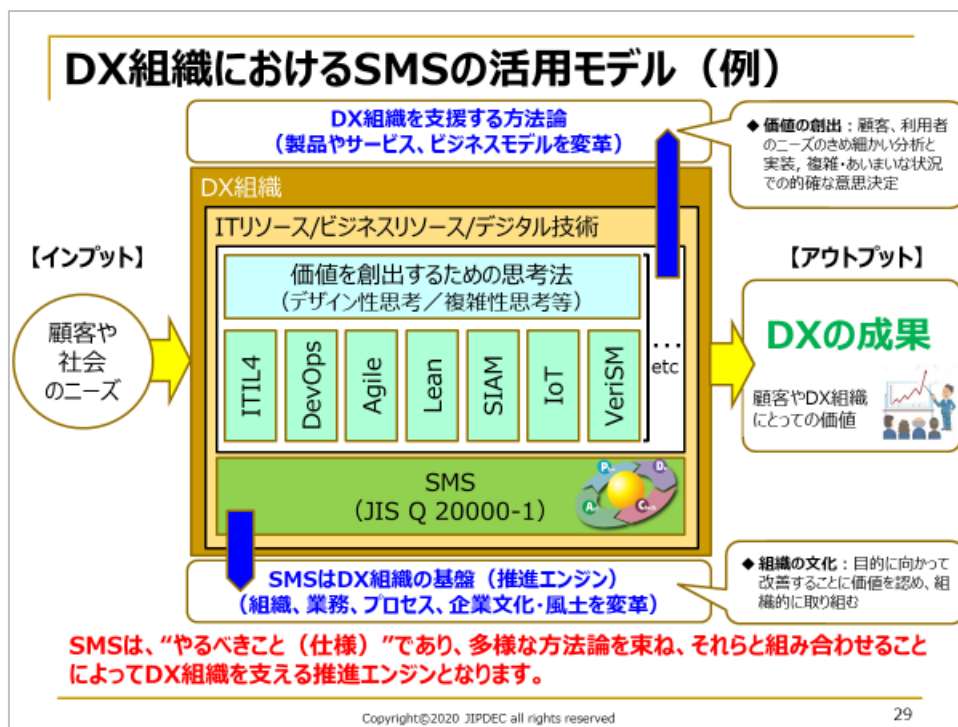 DX組織におけるSMSの活用モデル（例）
DX組織を支援する方法論
（製品やサービス、ビジネスモデルを変革）
◆ 価値の創出：顧客、利用者
のニーズのきめ細かい分析と
実装，複雑・あいまいな状況
での的確な意思決定
DX組織
ITリソース/ビジネスリソース/デジタル技術
【インプット】
顧客や
社会
のニーズ
価値を創出するための思考法
（デザイン性思考／複雑性思考等）
ITIL4
DevOps
Agile
Lean
SIAM
IoT
VeriSM
…
etc
【アウトプット】
DXの成果
顧客やDX組織
にとっての価値
SMS
（JIS Q 20000-1）
SMSはDX組織の基盤（推進エンジン）
（組織、業務、プロセス、企業文化・風土を変革）
◆ 組織の文化：目的に向かって
改善することに価値を認め、組
織的に取り組む
SMSは、“やるべきこと（仕様）”であり、多様な方法論を束ね、それらと組み合わせること
によってDX組織を支える推進エンジンとなります。
Copyright©2020 JIPDEC all rights reserved
29